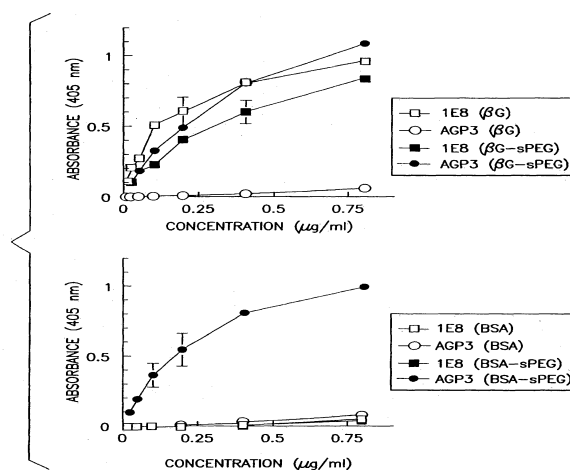 ABSORBANCE (405 nm)
1
0.5
0
0.25
0.5
0.75
CONCENTRATION (μg/ml)
1E8 (βG)
AGP3 (βG)
1E8 (βG-sPEG)
AGP3 (βG-sPEG)
ABSORBANCE (405 nm)
1
0.5
0
0.25
0.5
0.75
CONCENTRATION (μg/ml)
1E8 (BSA)
AGP3 (BSA)
1E8 (BSA-sPEG)
AGP3 (BSA-sPEG)